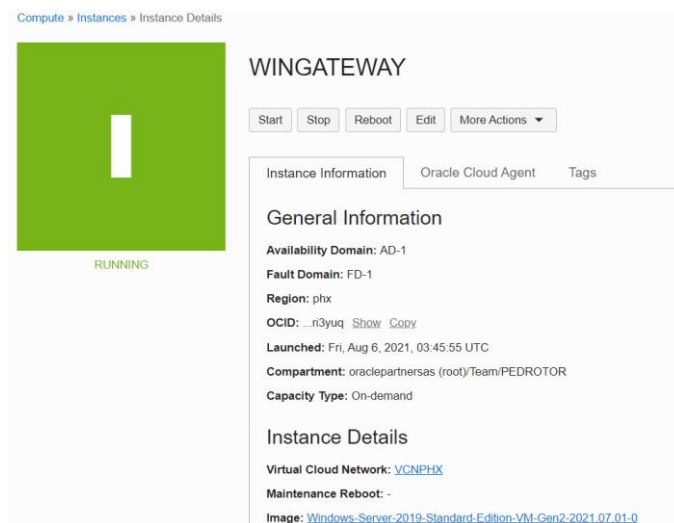 Compute » Instances » Instance Details
WINGATEWAY
Start Stop Reboot Edit More Actions
Instance Information Oracle Cloud Agent Tags
General Information
Availability Domain: AD-1
Fault Domain: FD-1
RUNNING
Region: phx
OCID: ...ri3yuq Show Copy
Launched: Fri, Aug 6, 2021, 03:45:55 UTC
Compartment: oraclepartnersas (root)/Team/PEDROTOR
Capacity Type: On-demand
Instance Details
Virtual Cloud Network: VCNPHX
Maintenance Reboot: -
Image: Windows-Server-2019-Standard-Edition-VM-Gen2-2021.07.01-0